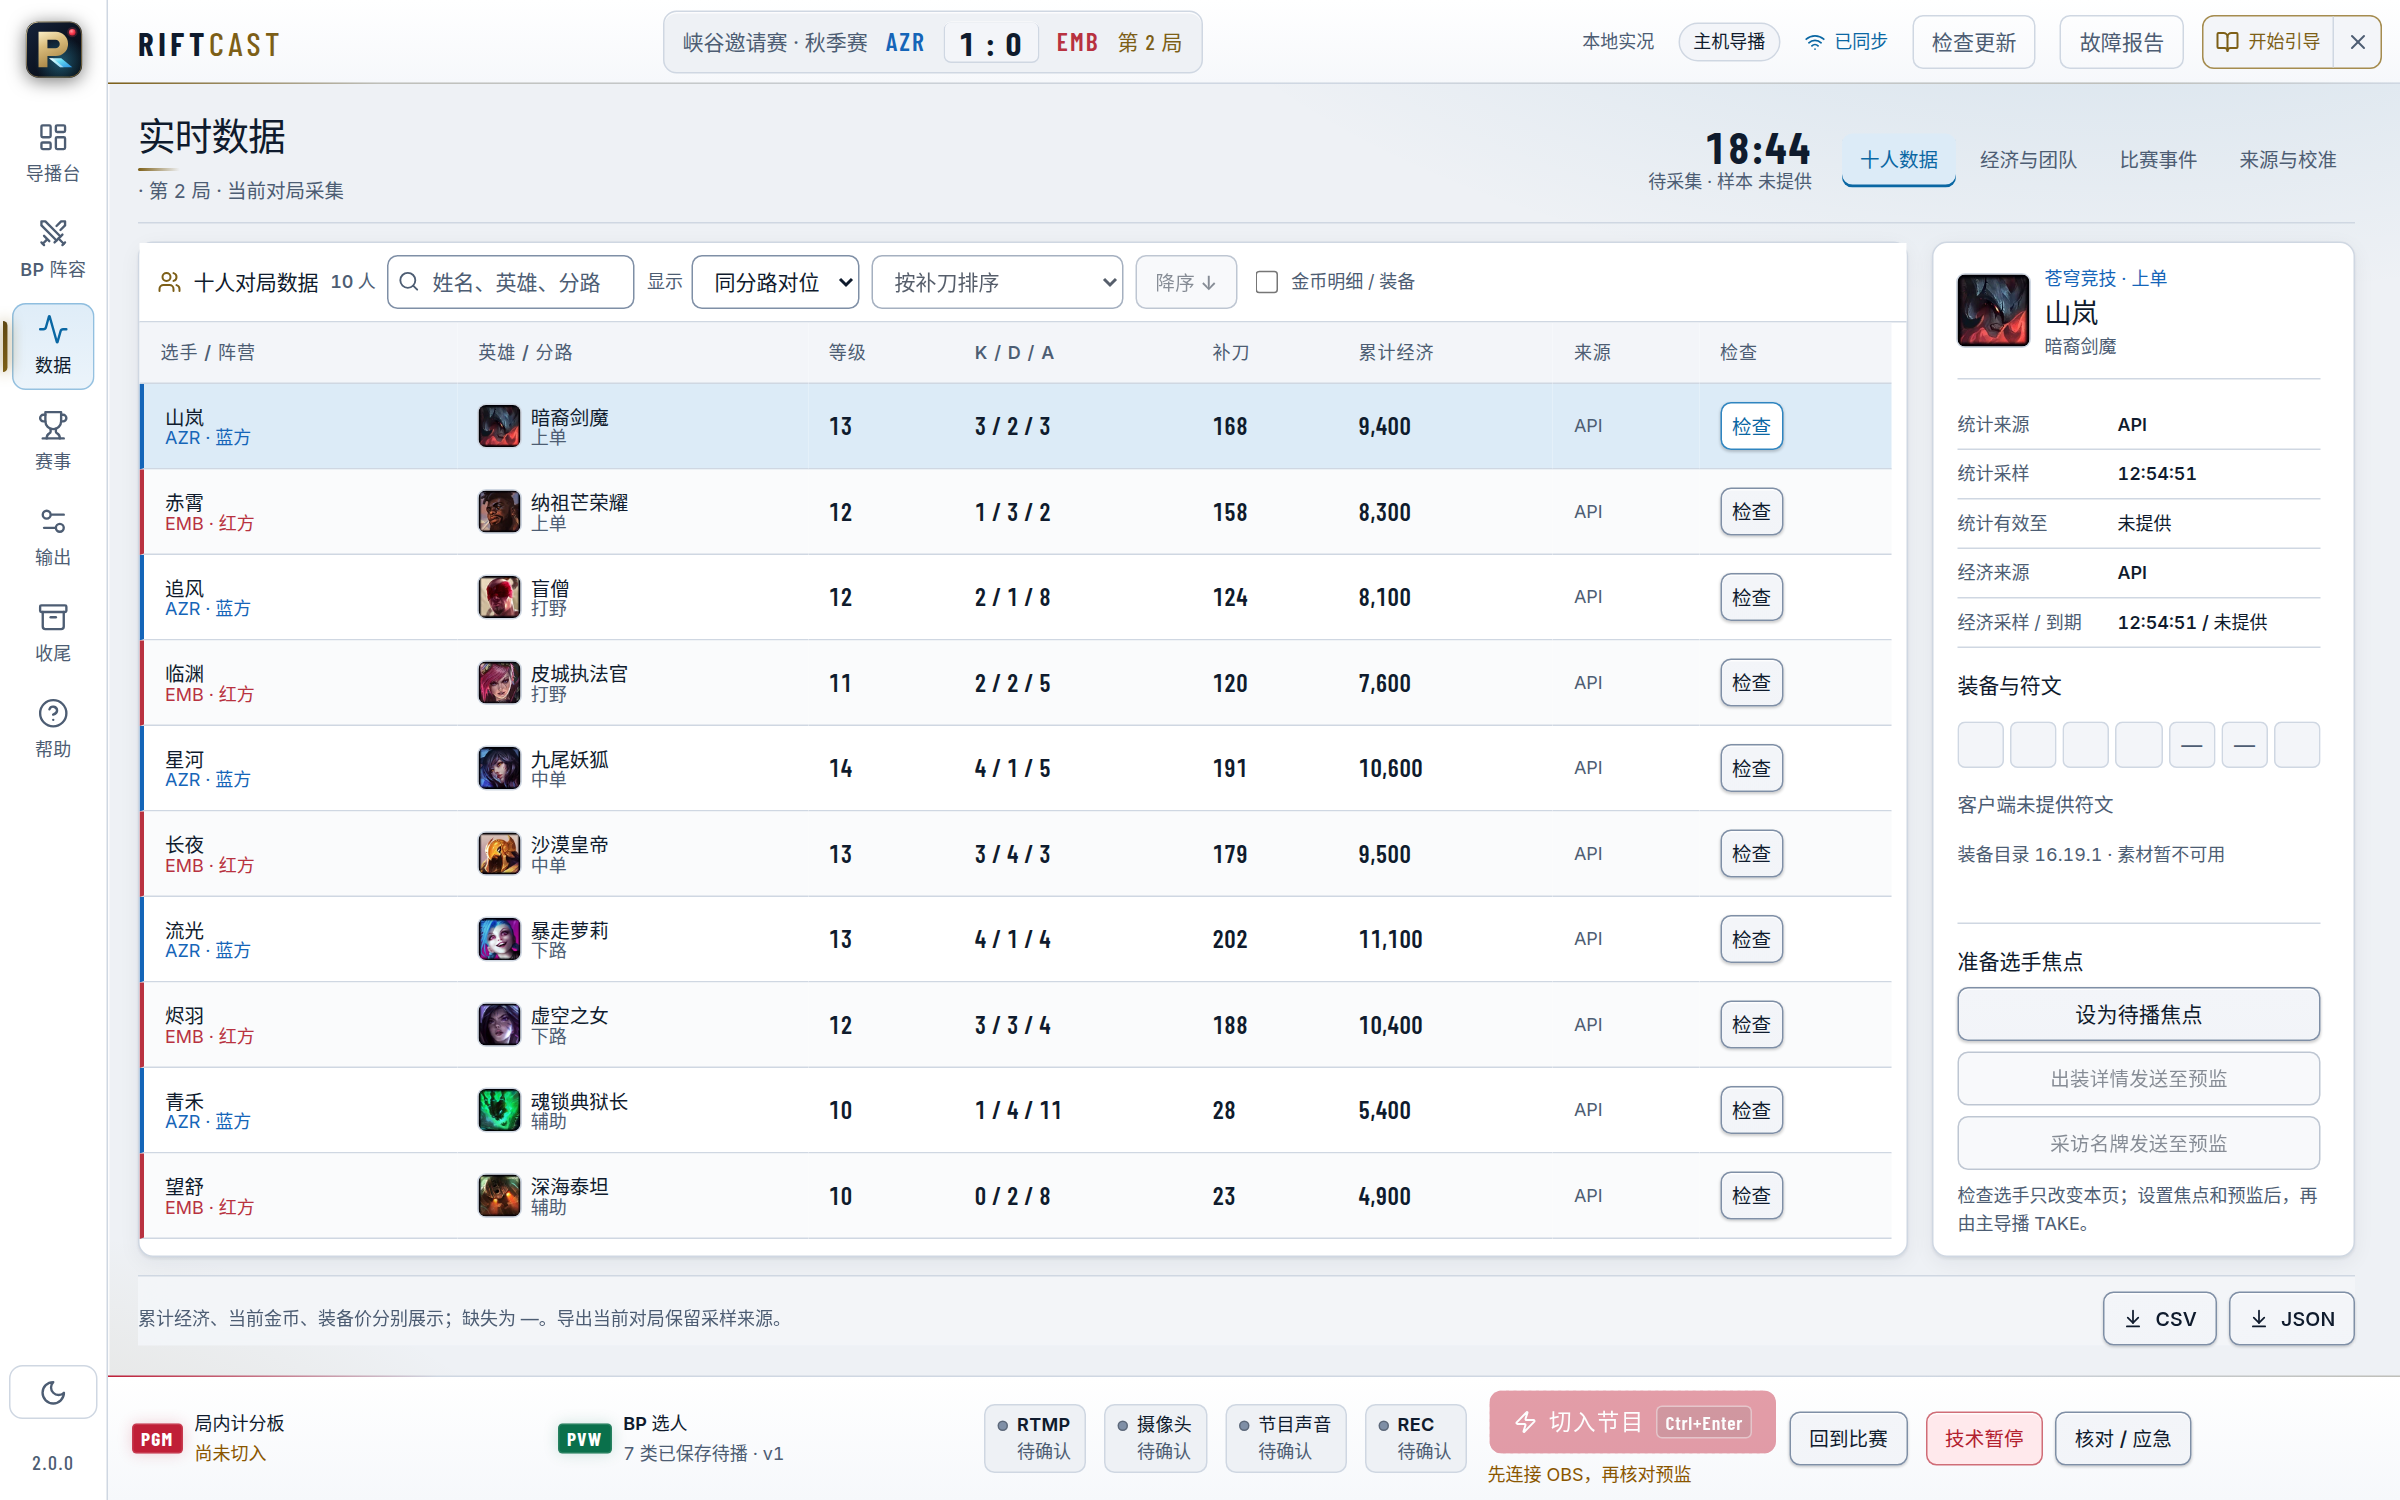 RIFTCAST
峡谷邀请赛 · 秋季赛 AZR 1 : 0 EMB 第 2 局
本地实况 主机导播 已同步 检查更新 故障报告 开始引导
导播台
BP 阵容
数据
赛事
输出
收尾
帮助
2.0.0
实时数据
· 第 2 局 · 当前对局采集
18:44
待采集 · 样本 未提供
十人数据 经济与团队 比赛事件 来源与校准
十人对局数据 10 人 姓名、英雄、分路 显示 同分路对位 按补刀排序 降序 ↓ 金币明细 / 装备
选手 / 阵营 英雄 / 分路 等级 K / D / A 补刀 累计经济 来源 检查
山岚 暗裔剑魔 13 3 / 2 / 3 168 9,400 API 检查
AZR · 蓝方 上单
赤霄 纳祖芒荣耀 12 1 / 3 / 2 158 8,300 API 检查
EMB · 红方 上单
追风 盲僧 12 2 / 1 / 8 124 8,100 API 检查
AZR · 蓝方 打野
临渊 皮城执法官 11 2 / 2 / 5 120 7,600 API 检查
EMB · 红方 打野
星河 九尾妖狐 14 4 / 1 / 5 191 10,600 API 检查
AZR · 蓝方 中单
长夜 沙漠皇帝 13 3 / 4 / 3 179 9,500 API 检查
EMB · 红方 中单
流光 暴走萝莉 13 4 / 1 / 4 202 11,100 API 检查
AZR · 蓝方 下路
烬羽 虚空之女 12 3 / 3 / 4 188 10,400 API 检查
EMB · 红方 下路
青禾 魂锁典狱长 10 1 / 4 / 11 28 5,400 API 检查
AZR · 蓝方 辅助
望舒 深海泰坦 10 0 / 2 / 8 23 4,900 API 检查
EMB · 红方 辅助
苍穹竞技 · 上单
山岚
暗裔剑魔
统计来源 API
统计采样 12:54:51
统计有效至 未提供
经济来源 API
经济采样 / 到期 12:54:51 / 未提供
装备与符文
— —
客户端未提供符文
装备目录 16.19.1 · 素材暂不可用
准备选手焦点
设为待播焦点
出装详情发送至预监
采访名牌发送至预监
检查选手只改变本页；设置焦点和预监后，再
由主导播 TAKE。
累计经济、当前金币、装备价分别展示；缺失为 —。导出当前对局保留采样来源。
CSV JSON
PGM 局内计分板
尚未切入
PVW BP 选人
7 类已保存待播 · v1
RTMP 待确认
摄像头 待确认
节目声音 待确认
REC 待确认
切入节目 Ctrl+Enter
先连接 OBS，再核对预监
回到比赛 技术暂停 核对 / 应急